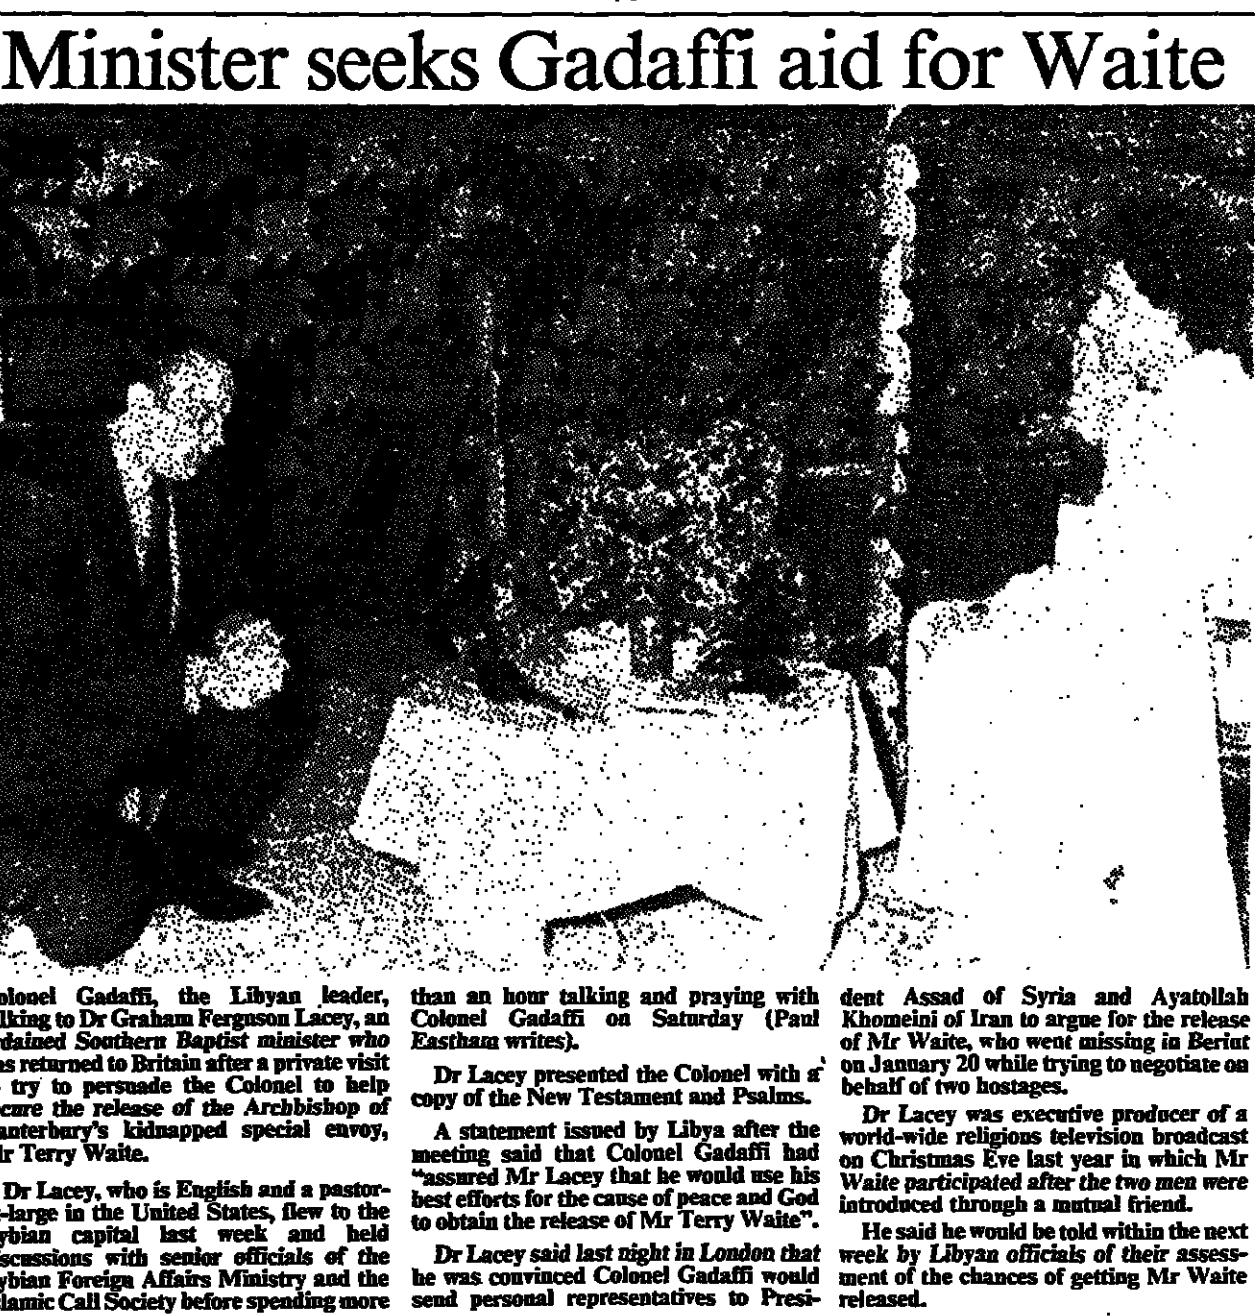 Minister seeks Gadaffi aid for Waite
olonel Gadaffi, the Libyan leader,
lking to Dr Graham Ferguson Lacey, an
rdained Southern Baptist minister who
as returned to Britain after a private visit
try to persuade the Colonel to help
cure the release of the Archbishop of
anterbury's kidnapped special envoy,
r Terry Waite.
Dr Lacey, who is English and a pastor-
-large in the United States, flew to the
ybian capital last week and held
scussions with senior officials of the
ybian Foreign Affairs Ministry and the
lamic Call Society before spending more
than an hour talking and praying with
Colonel Gadaffi on Saturday (Paul
Eastham writes).
Dr Lacey presented the Colonel with a
copy of the New Testament and Psalms.
A statement issued by Libya after the
meeting said that Colonel Gadaffi had
"assured Mr Lacey that he would use his
best efforts for the cause of peace and God
to obtain the release of Mr Terry Waite".
Dr Lacey said last night in London that
he was convinced Colonel Gadaffi would
send personal representatives to Presi-
dent Assad of Syria and Ayatollah
Khomeini of Iran to argue for the release
of Mr Waite, who went missing in Beriut
on January 20 while trying to negotiate on
behalf of two hostages.
Dr Lacey was executive producer of a
world-wide religious television broadcast
on Christmas Eve last year in which Mr
Waite participated after the two men were
introduced through a mutual friend.
He said he would be told within the next
week by Libyan officials of their assess-
ment of the chances of getting Mr Waite
released.